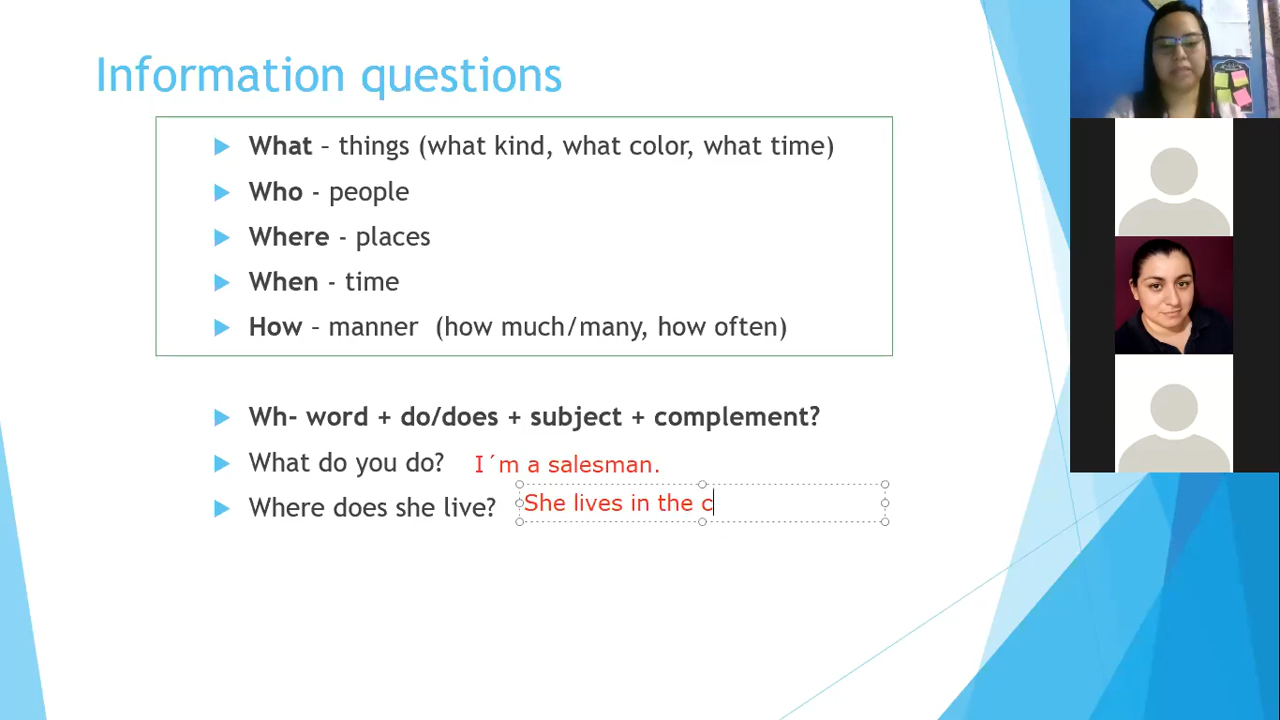 Information questions
What – things (what kind, what color, what time)
Who - people
Where - places
When - time
How – manner (how much/many, how often)
Wh- word + do/does + subject + complement?
What do you do? I´m a salesman.
Where does she live? She lives in the c